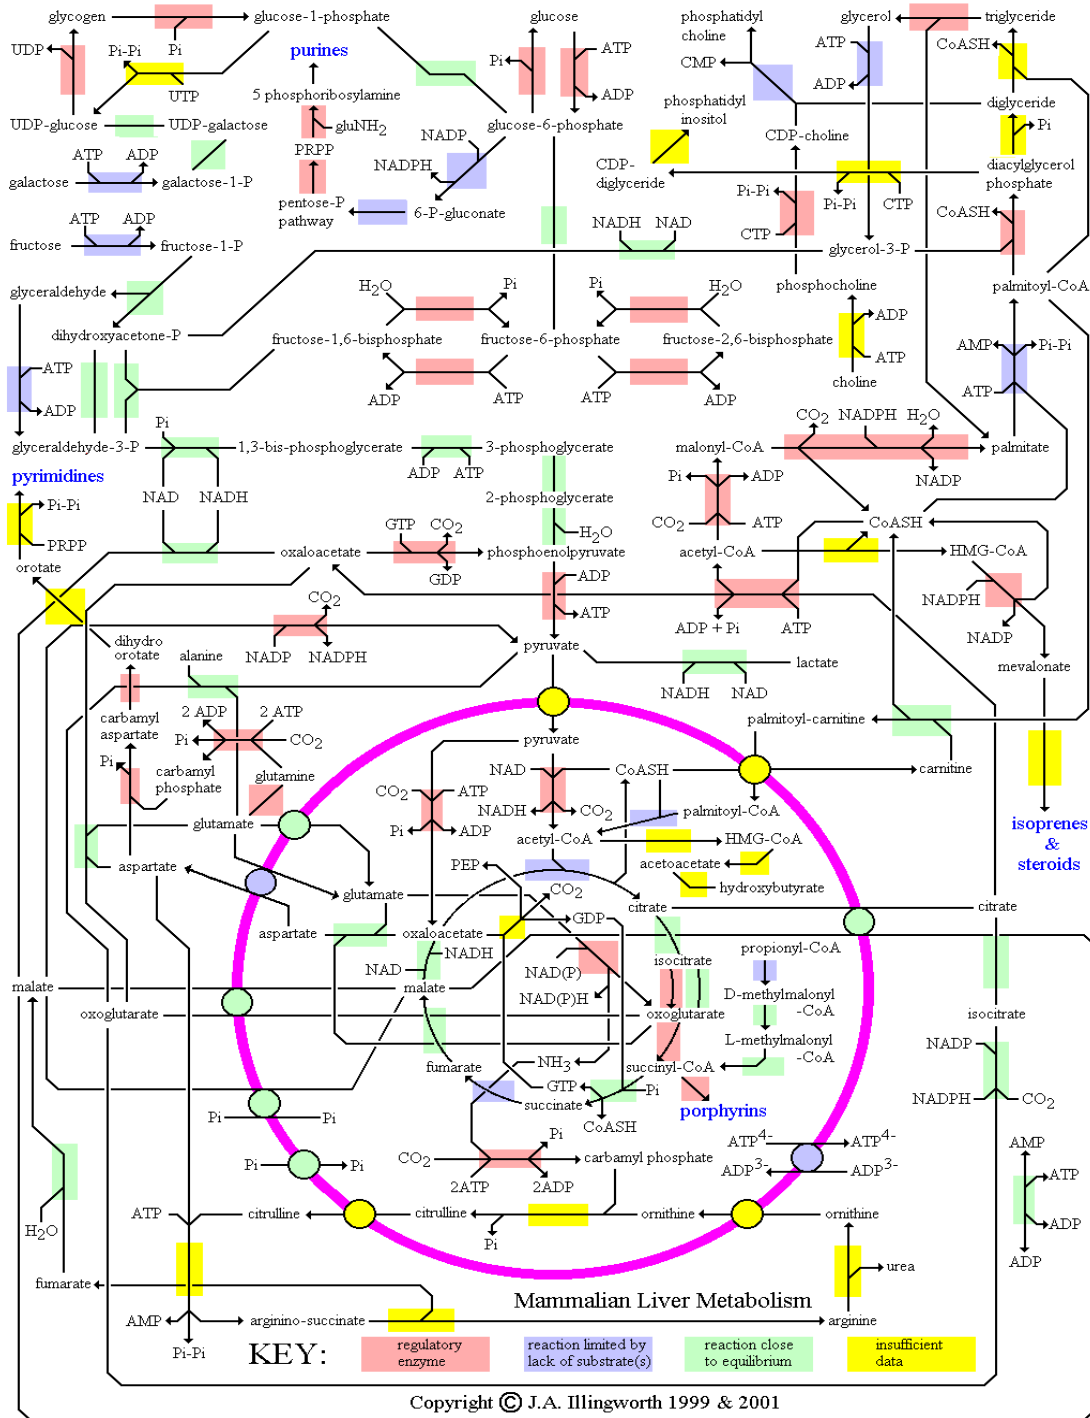 glycogen
glucose-1-phosphate
glucose
phosphatidyl
choline
glycerol
triglyceride
UDP
Pi
Pi-Pi
purines
Pi
ATP
CMP
ATP
CoASH
UTP
5 phosphoribosylamine
ADP
phosphatidyl
inositol
ADP
diglyceride
UDP-glucose
UDP-galactose
gluNH2
glucose-6-phosphate
CDP-choline
Pi
ATP
ADP
PRPP
NADP
NADPH
CDP-
diglyceride
diacylglycerol
phosphate
galactose
galactose-1-P
pentose-P
pathway
6-P-gluconate
Pi-Pi
Pi-Pi
CTP
CoASH
ATP
ADP
NADH
NAD
CTP
fructose
fructose-1-P
glycerol-3-P
glyceraldehyde
H2O
Pi
Pi
H2O
phosphocholine
palmitoyl-CoA
dihydroxyacetone-P
fructose-1,6-bisphosphate
fructose-6-phosphate
fructose-2,6-bisphosphate
ADP
AMP
Pi-Pi
ATP
ATP
ADP
ADP
ATP
ATP
ADP
choline
ATP
glyceraldehyde-3-P
Pi
1,3-bis-phosphoglycerate
3-phosphoglycerate
malonyl-CoA
CO2
NADPH
H2O
palmitate
pyrimidines
ADP
ATP
Pi
ADP
NADP
NAD
NADH
2-phosphoglycerate
Pi-Pi
CO2
ATP
CoASH
PRPP
GTP
CO2
H2O
orotate
oxaloacetate
phosphoenolpyruvate
acetyl-CoA
HMG-CoA
GDP
ADP
NADPH
CO2
ATP
ADP + Pi
ATP
NADP
dihydro
orotate
alanine
NADP
NADPH
pyruvate
lactate
mevalonate
NADH
NAD
carbamyl
aspartate
2 ADP
2 ATP
palmitoyl-carnitine
Pi
CO2
pyruvate
Pi
carbamyl
phosphate
glutamine
NAD
CoASH
carnitine
CO2
ATP
NADH
CO2
palmitoyl-CoA
isoprenes
&
steroids
glutamate
Pi
ADP
acetyl-CoA
HMG-CoA
aspartate
PEP
acetoacetate
glutamate
CO2
hydroxybutyrate
citrate
citrate
GDP
aspartate
oxaloacetate
NADH
propionyl-CoA
NAD
NAD(P)
isocitrate
malate
malate
NAD(P)H
D-methylmalonyl
-CoA
oxoglutarate
oxoglutarate
isocitrate
L-methylmalonyl
-CoA
NADP
fumarate
NH3
succinyl-CoA
GTP
Pi
NADPH
CO2
succinate
porphyrins
Pi
Pi
CoASH
Pi
ATP4-
ATP4-
AMP
CO2
carbamyl phosphate
ADP3-
ADP3-
ATP
Pi
Pi
2ATP
2ADP
ATP
citrulline
citrulline
ornithine
ornithine
ADP
H2O
Pi
ADP
fumarate
urea
Mammalian Liver Metabolism
AMP
arginino-succinate
arginine
Pi-Pi
KEY:
regulatory
enzyme
reaction limited by
lack of substrate(s)
reaction close
to equilibrium
insufficient
data
Copyright © J.A. Illingworth 1999 & 2001